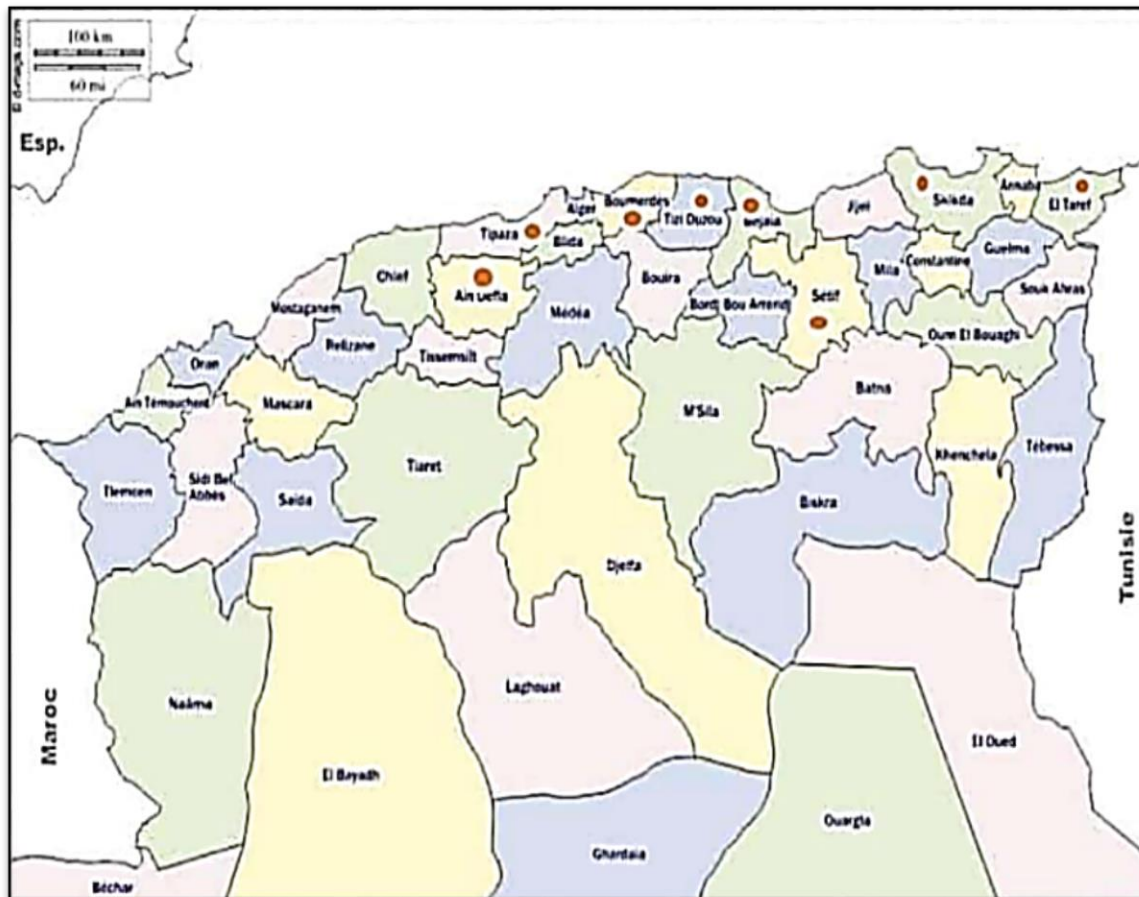 100 km
60 mi
Esp.
Alger
Boumerdes
Tizi Ouzou
Bejaia
Jijel
Skikda
Annaba
El Taref
Tipaza
Blida
Chlef
Ain Defla
Médéa
Bouira
Bordj Bou Arreridj
Sétif
Mila
Constantine
Guelma
Souk Ahras
Mostaganem
Relizane
Tissemsilt
Oum El Bouaghi
Oran
Ain Témouchent
Mascara
Tiaret
M'Sila
Batna
Khenchela
Tébessa
Tlemcen
Sidi Bel
Abbès
Saida
Biskra
Djelfa
Tunisie
Maroc
Naâma
Laghouat
El Oued
El Bayadh
Ouargla
Ghardaia
Béchar